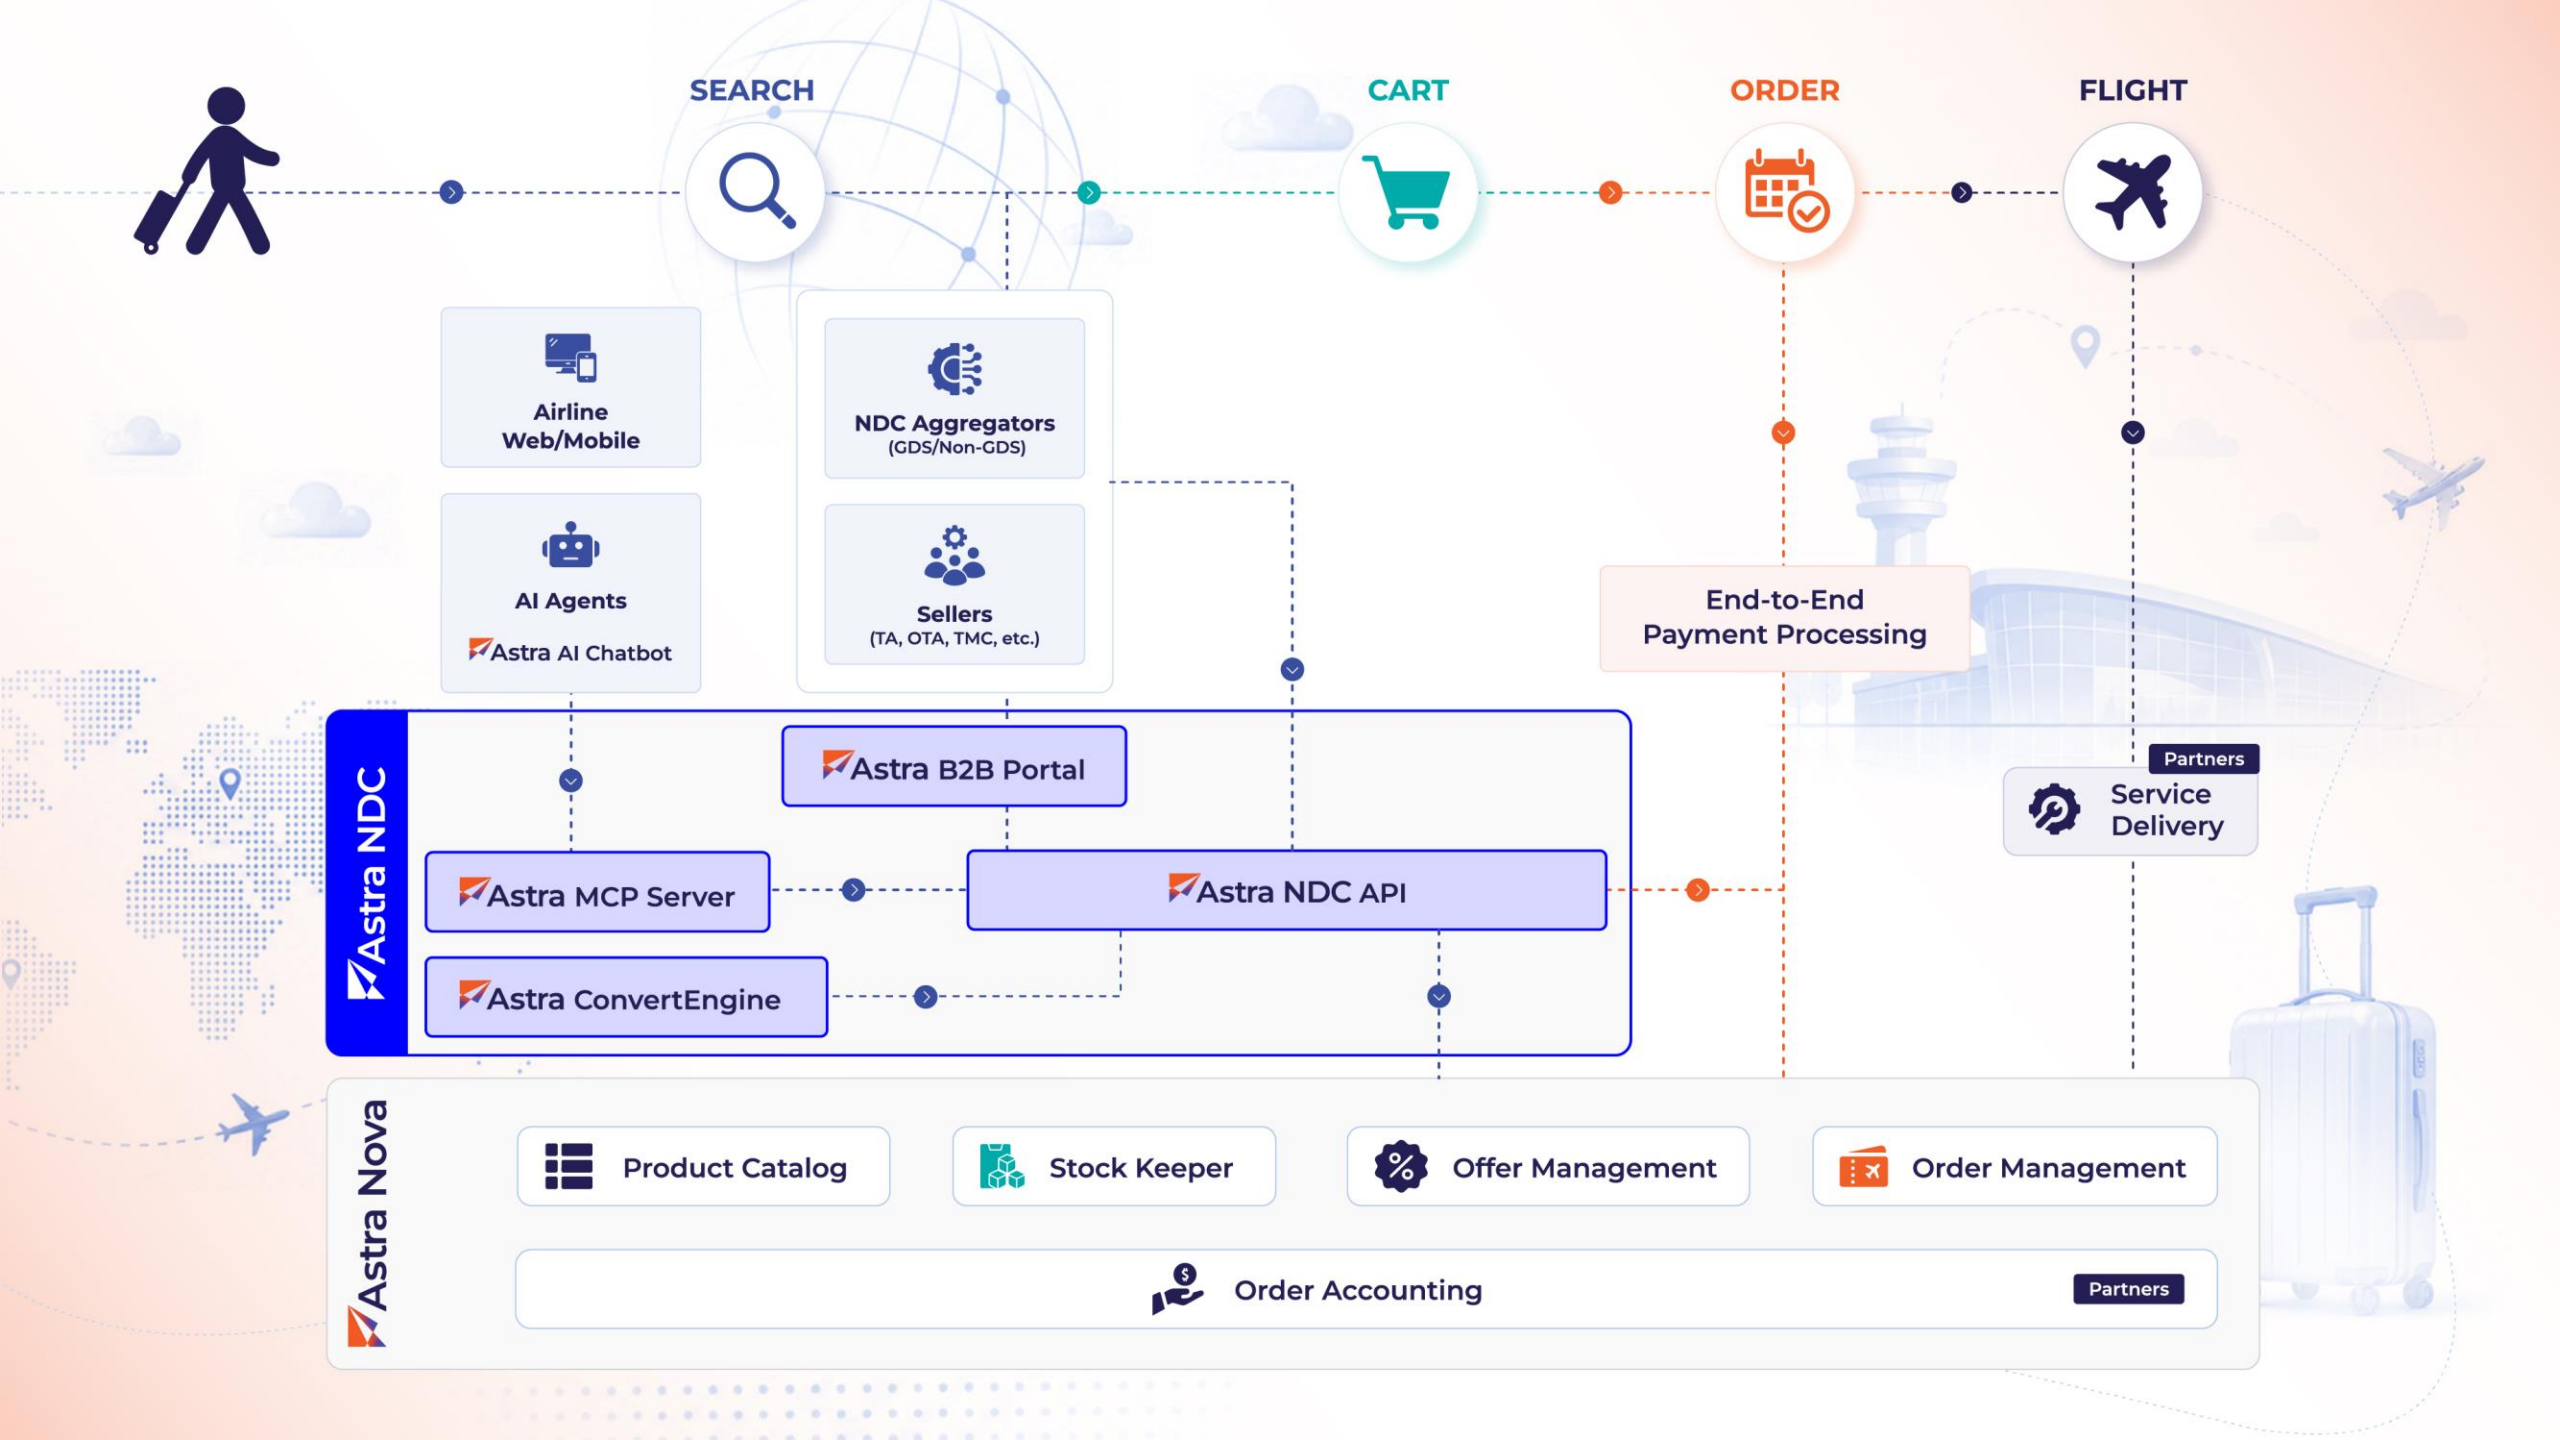 SEARCH
CART
ORDER
FLIGHT
Airline
Web/Mobile
AI Agents
Astra AI Chatbot
NDC Aggregators
(GDS/Non-GDS)
Sellers
(TA, OTA, TMC, etc.)
End-to-End
Payment Processing
Partners
Service
Delivery
Astra NDC
Astra B2B Portal
Astra MCP Server
Astra NDC API
Astra ConvertEngine
Astra Nova
Product Catalog
Stock Keeper
Offer Management
Order Management
Order Accounting
Partners